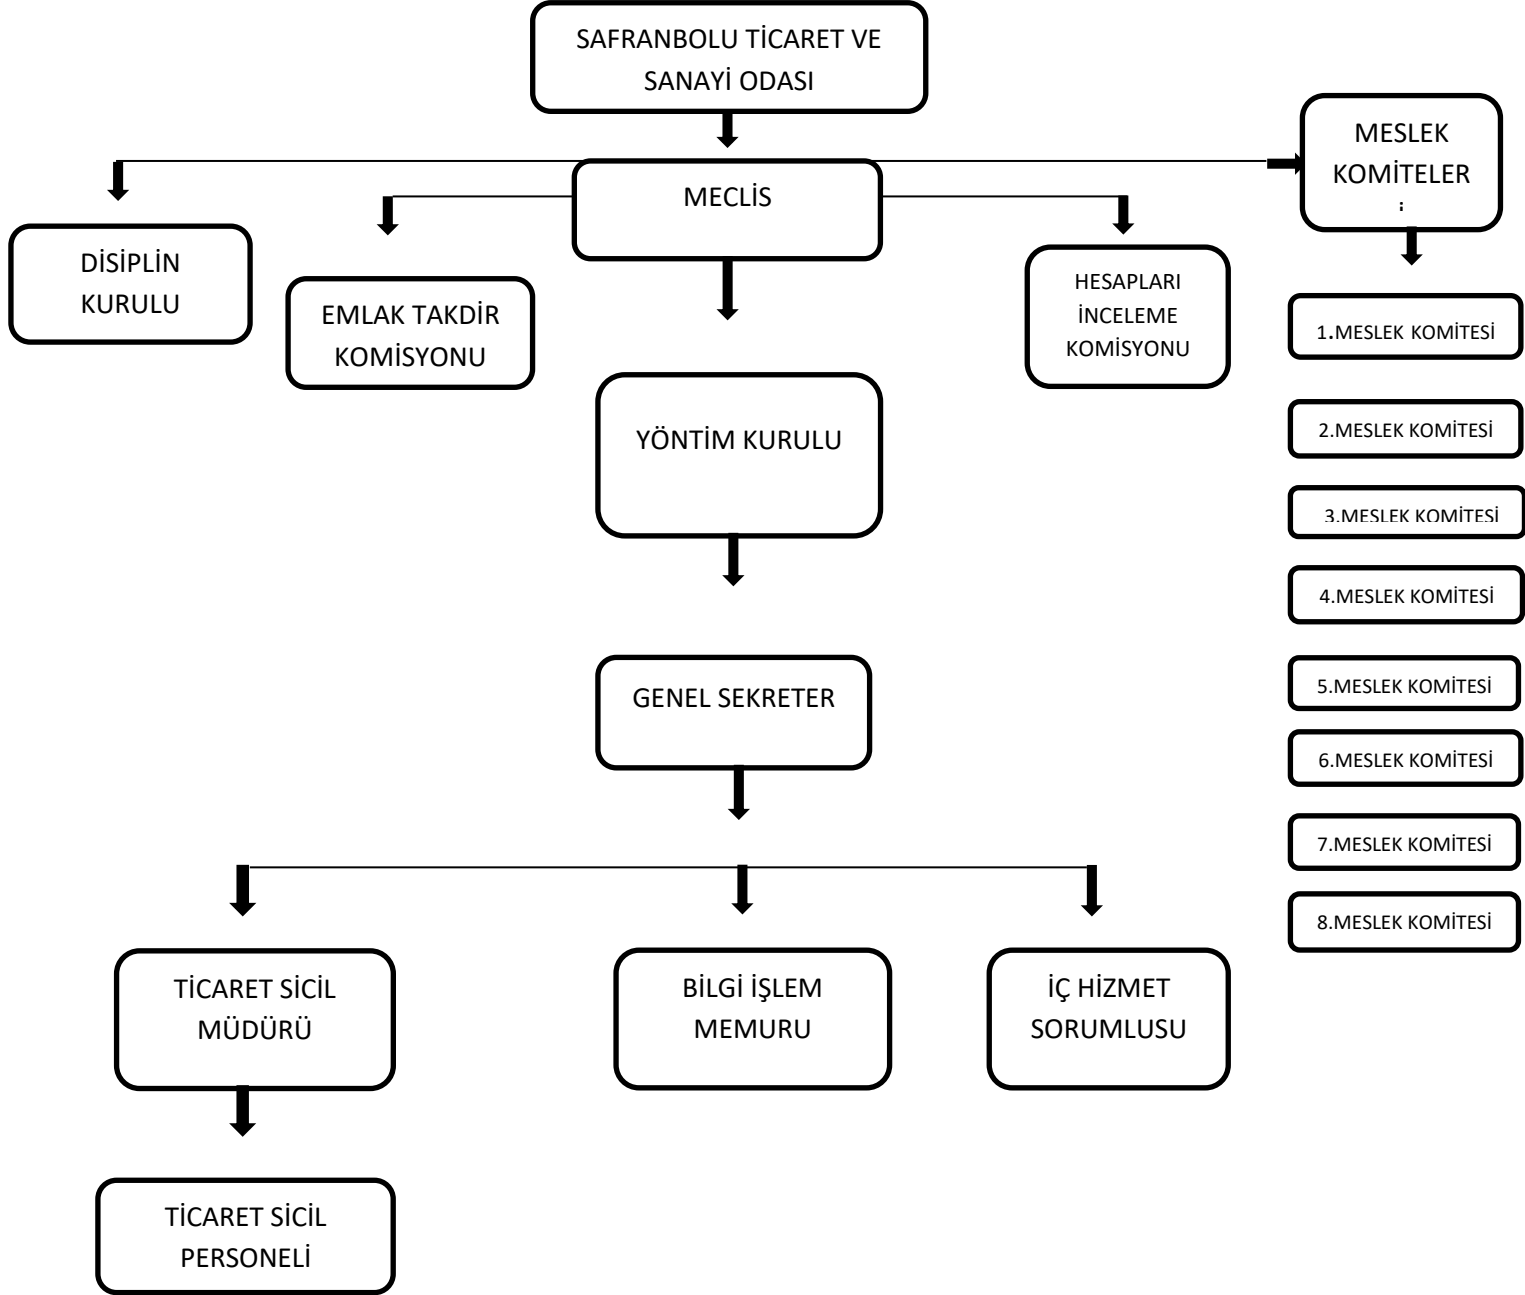 SAFRANBOLU TİCARET VE
SANAYİ ODASI
MESLEK
KOMİTELER
i
MECLİS
DİSİPLİN
KURULU
EMLAK TAKDİR
KOMİSYONU
HESAPLARI
İNCELEME
KOMİSYONU
1.MESLEK KOMİTESİ
2.MESLEK KOMİTESİ
3.MESLEK KOMİTESİ
4.MESLEK KOMİTESİ
5.MESLEK KOMİTESİ
6.MESLEK KOMİTESİ
7.MESLEK KOMİTESİ
8.MESLEK KOMİTESİ
YÖNTİM KURULU
GENEL SEKRETER
TİCARET SİCİL
MÜDÜRÜ
BİLGİ İŞLEM
MEMURU
İÇ HİZMET
SORUMLUSU
TİCARET SİCİL
PERSONELİ